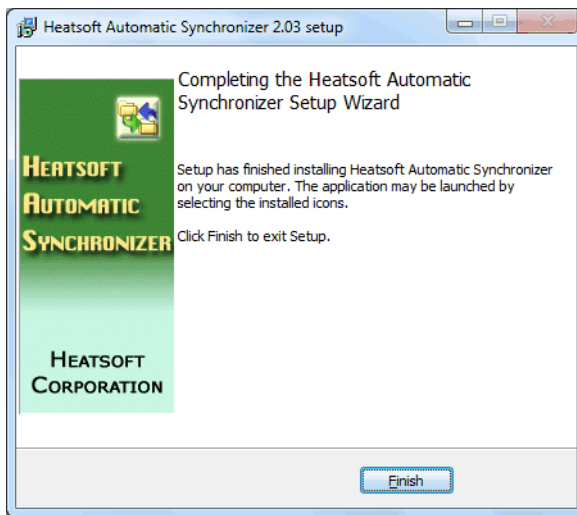 Heatsoft Automatic Synchronizer 2.03 setup
Completing the Heatsoft Automatic
Synchronizer Setup Wizard
HEATSOFT
AUTOMATIC
SYNCHRONIZER
Setup has finished installing Heatsoft Automatic Synchronizer
on your computer. The application may be launched by
selecting the installed icons.
Click Finish to exit Setup.
HEATSOFT
CORPORATION
Finish